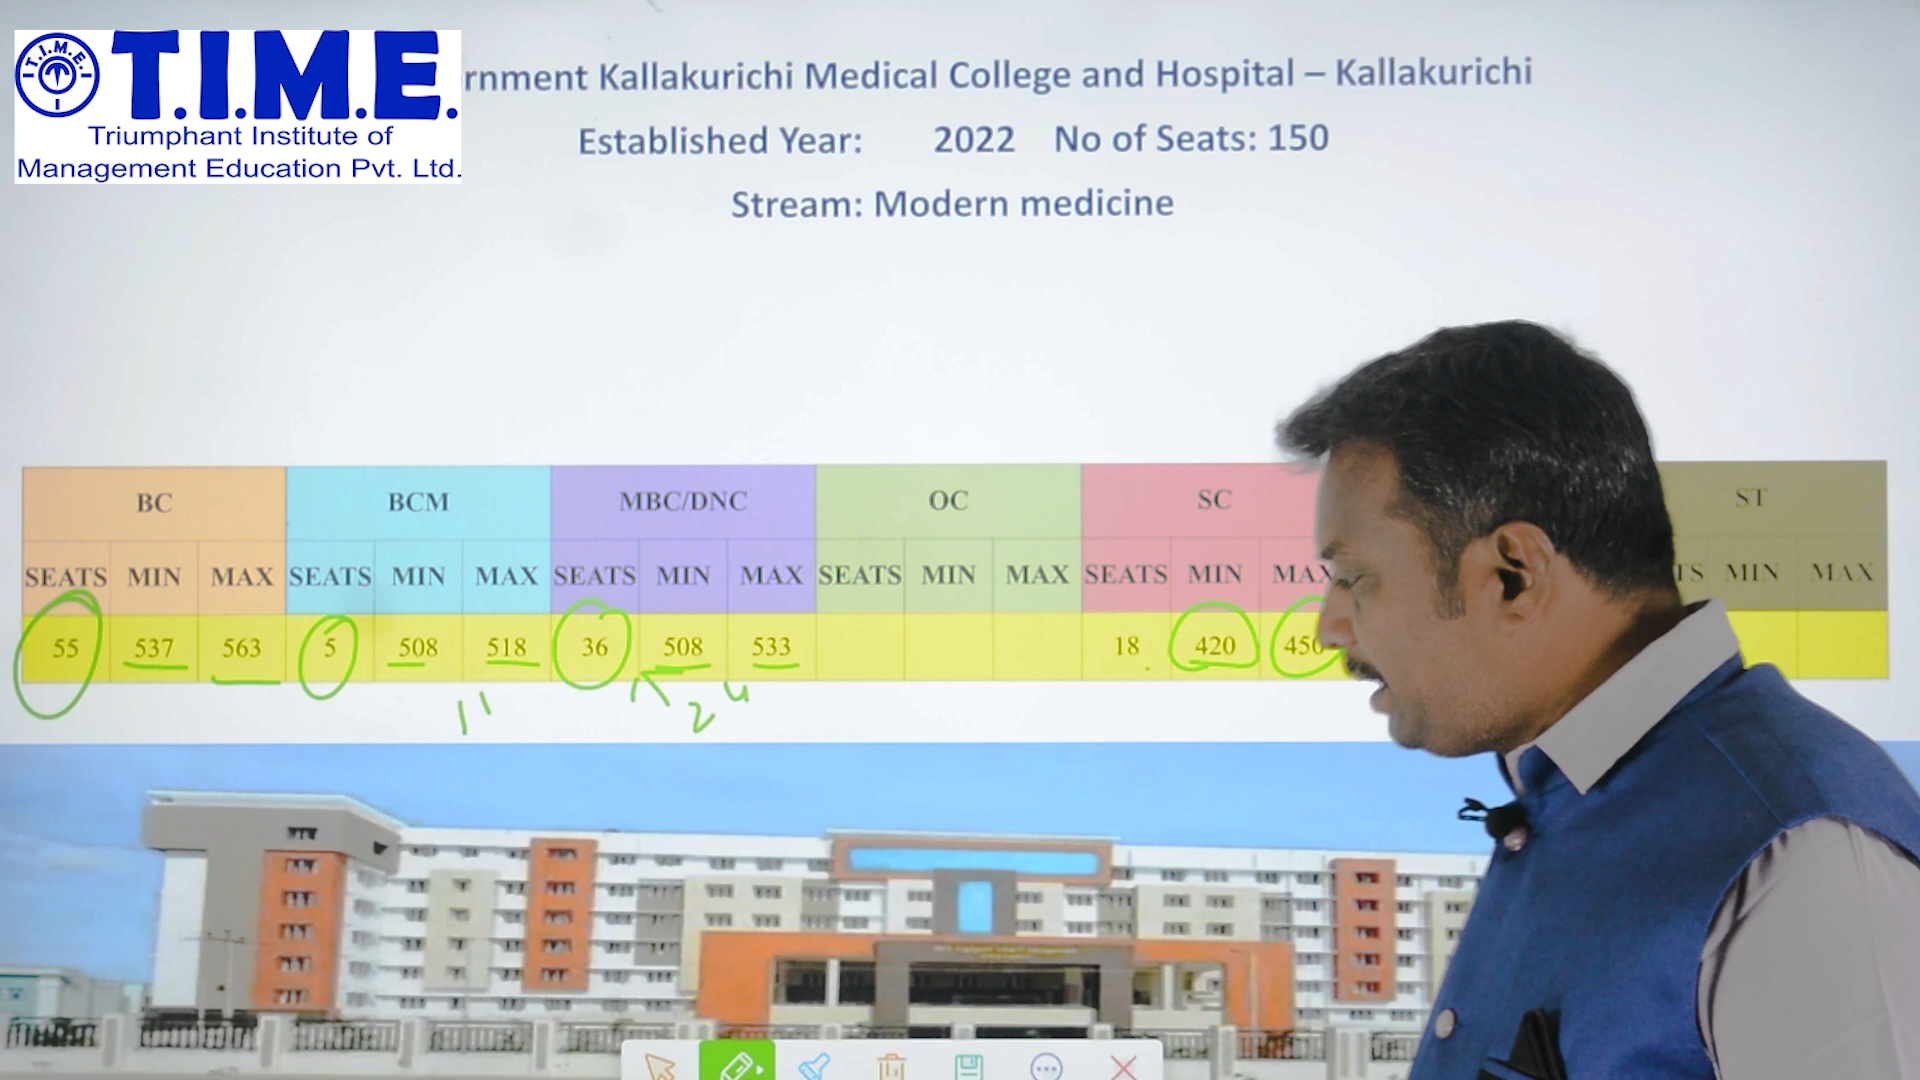 T.I.M.E.
T.I.M.E.
Triumphant Institute of
Management Education Pvt. Ltd.
Kallakurichi Medical College and Hospital – Kallakurichi
Established Year: 2022 No of Seats: 150
Stream: Modern medicine
BC BCM MBC/DNC OC SC ST
SEATS MIN MAX SEATS MIN MAX SEATS MIN MAX SEATS MIN MAX SEATS MIN MAX MIN MAX
55 537 563 5 508 518 36 508 533 18 420 450
11 24